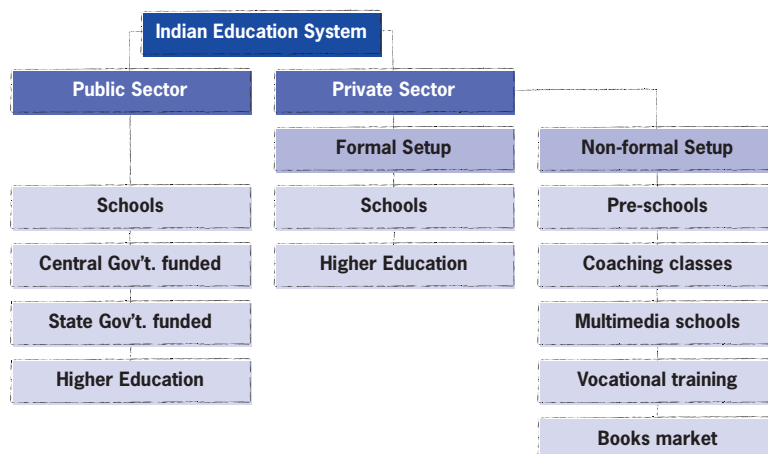 Indian Education System
Public Sector
Private Sector
Formal Setup
Non-formal Setup
Schools
Schools
Pre-schools
Central Gov't. funded
Higher Education
Coaching classes
State Gov't. funded
Multimedia schools
Higher Education
Vocational training
Books market